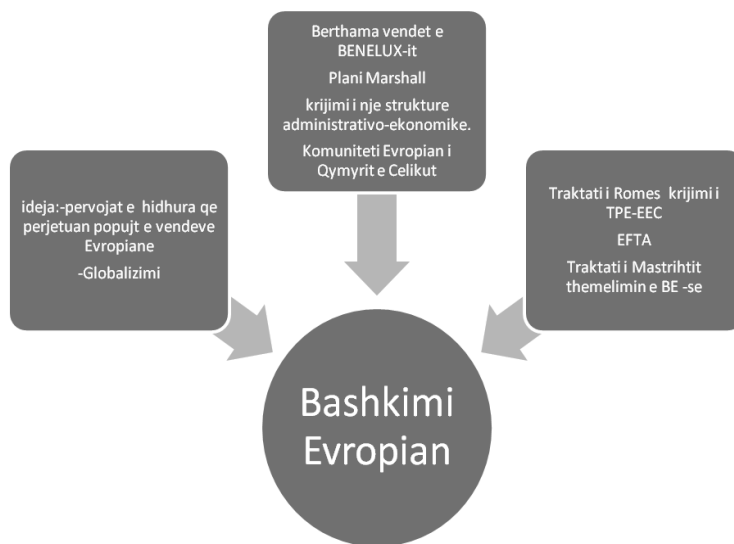 Berthama vendet e
BENELUX-it
Plani Marshall
krijimi i nje strukture
administrativo-ekonomike.
Komuniteti Evropian i
Qymyrit e Celikut
ideja:-pervojat e hidhura qe
perjetuan popujt e vendeve
Evropiane
-Globalizimi
Traktati i Romes krijimi i
TPE-EEC
EFTA
Traktati i Mastrihtit
themelimin e BE -se
Bashkimi
Evropian